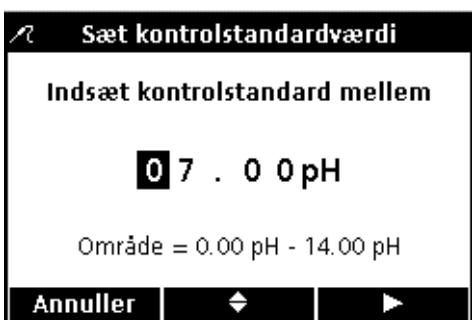 Sæt kontrolstandardværdi
Indsæt kontrolstandard mellem
07.00pH
Område = 0.00 pH - 14.00 pH
Annuller